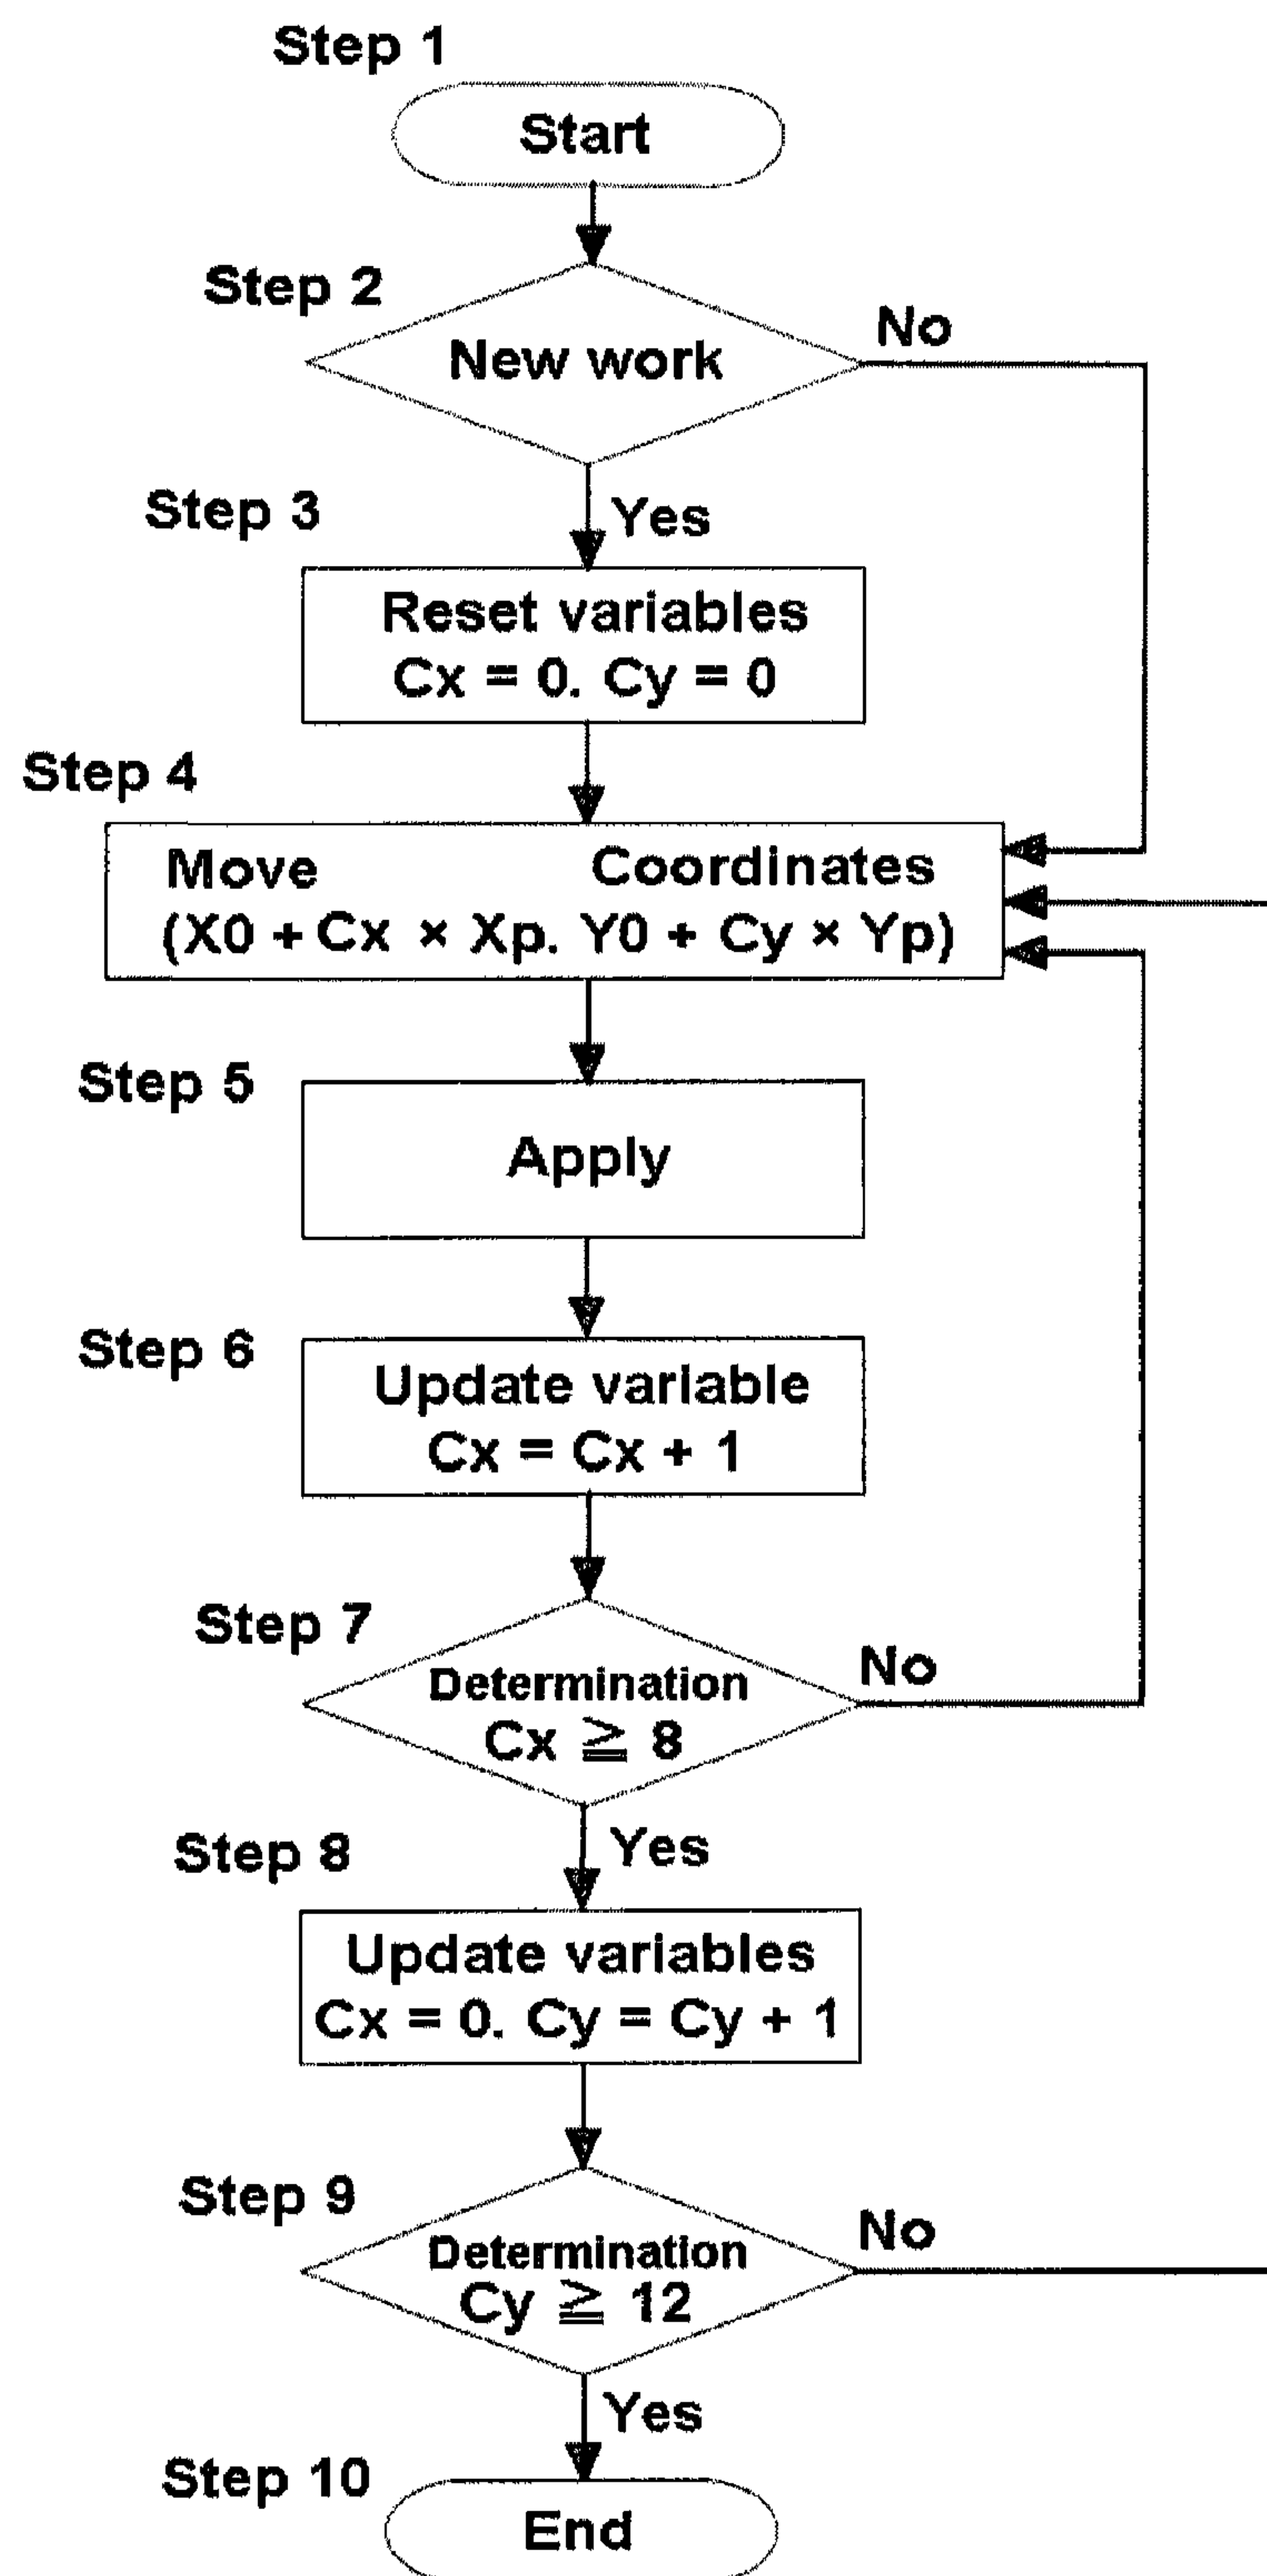 Step 1
Start
Step 2
New work
No
Step 3
Yes
Reset variables
Cx = 0. Cy = 0
Step 4
Move Coordinates
(X0 + Cx × Xp. Y0 + Cy × Yp)
Step 5
Apply
Step 6
Update variable
Cx = Cx + 1
Step 7
Determination
Cx ≧ 8
No
Step 8
Yes
Update variables
Cx = 0. Cy = Cy + 1
Step 9
Determination
Cy ≧ 12
No
Yes
Step 10
End